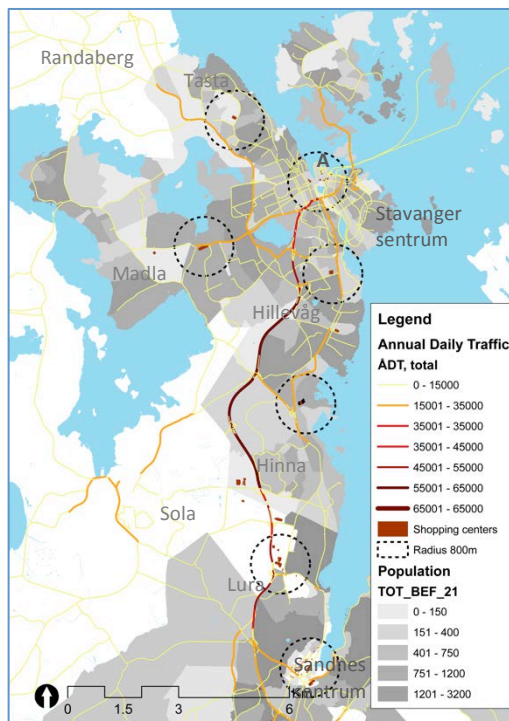 Randaberg
Tasta
A
Stavanger
sentrum
Madla
Hillevåg
Hinna
Sola
Lura
Sandnes
sentrum
Km
0 1.5 3 6
Legend
Annual Daily Traffic
ÅDT, total
0 - 15000
15001 - 35000
35001 - 35000
35001 - 45000
45001 - 55000
55001 - 65000
65001 - 65000
Shopping centers
Radius 800m
Population
TOT_BEF_21
0 - 150
151 - 400
401 - 750
751 - 1200
1201 - 3200